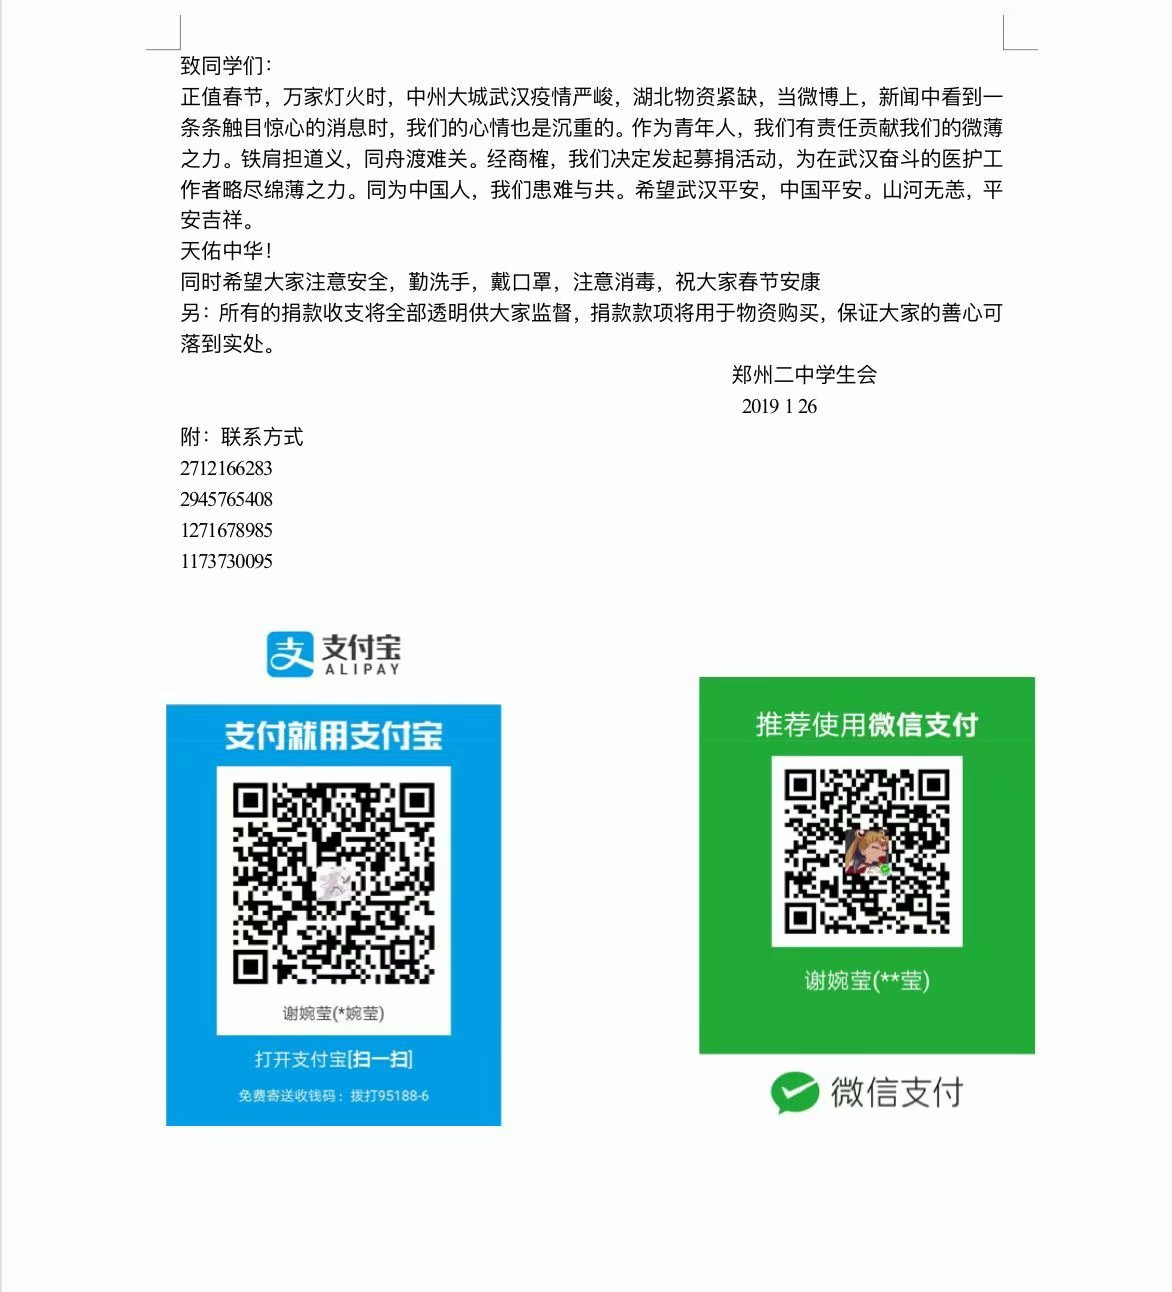 致同学们：
正值春节，万家灯火时，中州大城武汉疫情严峻，湖北物资紧缺，当微博上，新闻中看到一
条条触目惊心的消息时，我们的心情也是沉重的。作为青年人，我们有责任贡献我们的微薄
之力。铁肩担道义，同舟渡难关。经商榷，我们决定发起募捐活动，为在武汉奋斗的医护工
作者略尽绵薄之力。同为中国人，我们患难与共。希望武汉平安，中国平安。山河无恙，平
安吉祥。
天佑中华！
同时希望大家注意安全，勤洗手，戴口罩，注意消毒，祝大家春节安康
另：所有的捐款收支将全部透明供大家监督，捐款款项将用于物资购买，保证大家的善心可
落到实处。
郑州二中学生会
2019 1 26
附：联系方式
2712166283
2945765408
1271678985
1173730095
支 支付宝
ALIPAY
支付就用支付宝
谢婉莹(*婉莹)
打开支付宝[扫一扫]
免费寄送收钱码：拨打95188-6
推荐使用微信支付
谢婉莹(**莹)
微信支付